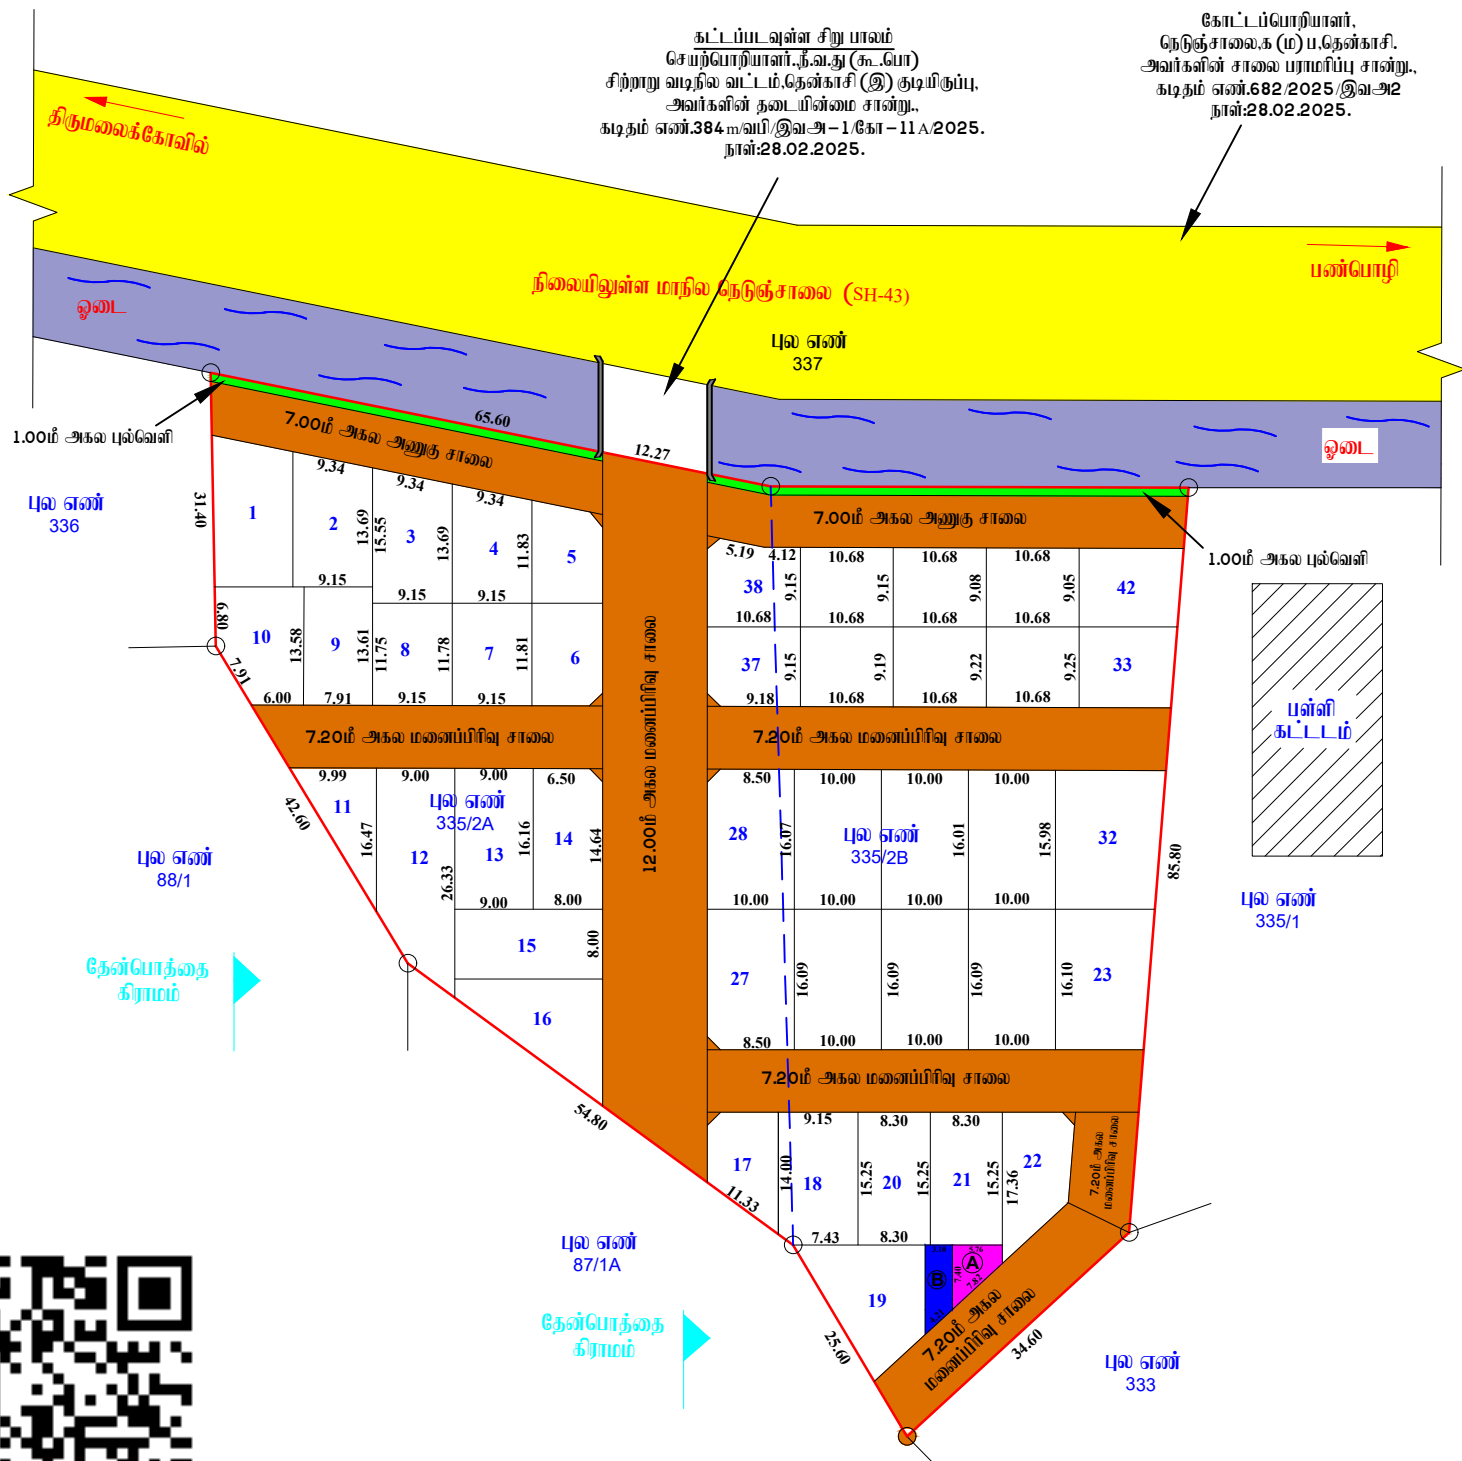 கட்டப்படவுள்ள சிறு பாலம்
செயற்பொறியாளர்.,நீ.வ.து (கூ.பொ)
சிற்றாறு வடிநில வட்டம்,தென்காசி (இ) குடியிருப்பு,
அவர்களின் தடையின்மை சான்று.,
கடிதம் எண்.384m/வபி/இவஅ-1/கோ-11A/2025.
நாள்:28.02.2025.
கோட்டப்பொறியாளர்,
நெடுஞ்சாலை,க (ம) ப,தென்காசி.
அவர்களின் சாலை பராமரிப்பு சான்று.,
கடிதம் எண்.682/2025/இவஅ2
நாள்:28.02.2025.
திருமலைக்கோவில்
பண்பொழி
நிலையிலுள்ள மாநில நெடுஞ்சாலை (SH-43)
ஓடை
புல எண்
337
ஓடை
1.00மீ அகல புல்வெளி
65.60
12.27
7.00மீ அகல அணுகு சாலை
7.00மீ அகல அணுகு சாலை
1.00மீ அகல புல்வெளி
புல எண்
336
31.40
9.34
9.34
9.34
1
2
13.69
15.55
3
13.69
4
11.83
5
9.15
9.15
9.15
6.80
10
13.58
9
13.61
11.75
8
11.78
7
11.81
6
7.91
6.00
7.91
9.15
9.15
5.19
4.12
10.68
10.68
10.68
38
9.15
9.15
9.08
9.05
42
10.68
10.68
10.68
10.68
37
9.15
9.19
9.22
9.25
33
9.18
10.68
10.68
10.68
12.00மீ அகல மனைப்பிரிவு சாலை
7.20மீ அகல மனைப்பிரிவு சாலை
7.20மீ அகல மனைப்பிரிவு சாலை
பள்ளி
கட்டடம்
9.99
9.00
9.00
6.50
42.60
11
புல எண்
335/2A
16.47
12
26.33
13
16.16
14
14.64
9.00
8.00
15
8.00
16
8.50
10.00
10.00
10.00
28
16.07
புல எண்
335/2B
16.01
15.98
32
10.00
10.00
10.00
10.00
85.80
27
16.09
16.09
16.09
16.10
23
8.50
10.00
10.00
10.00
புல எண்
88/1
புல எண்
335/1
தேன்பொத்தை
கிராமம்
7.20மீ அகல மனைப்பிரிவு சாலை
54.80
9.15
8.30
8.30
17
14.00
18
15.25
20
15.25
21
15.25
17.36
22
7.20மீ அகல
மனைப்பிரிவு சாலை
11.33
7.43
8.30
புல எண்
87/1A
B
7.40
A
7.82
19
தேன்பொத்தை
கிராமம்
25.60
7.20மீ அகல
மனைப்பிரிவு சாலை
34.60
புல எண்
333